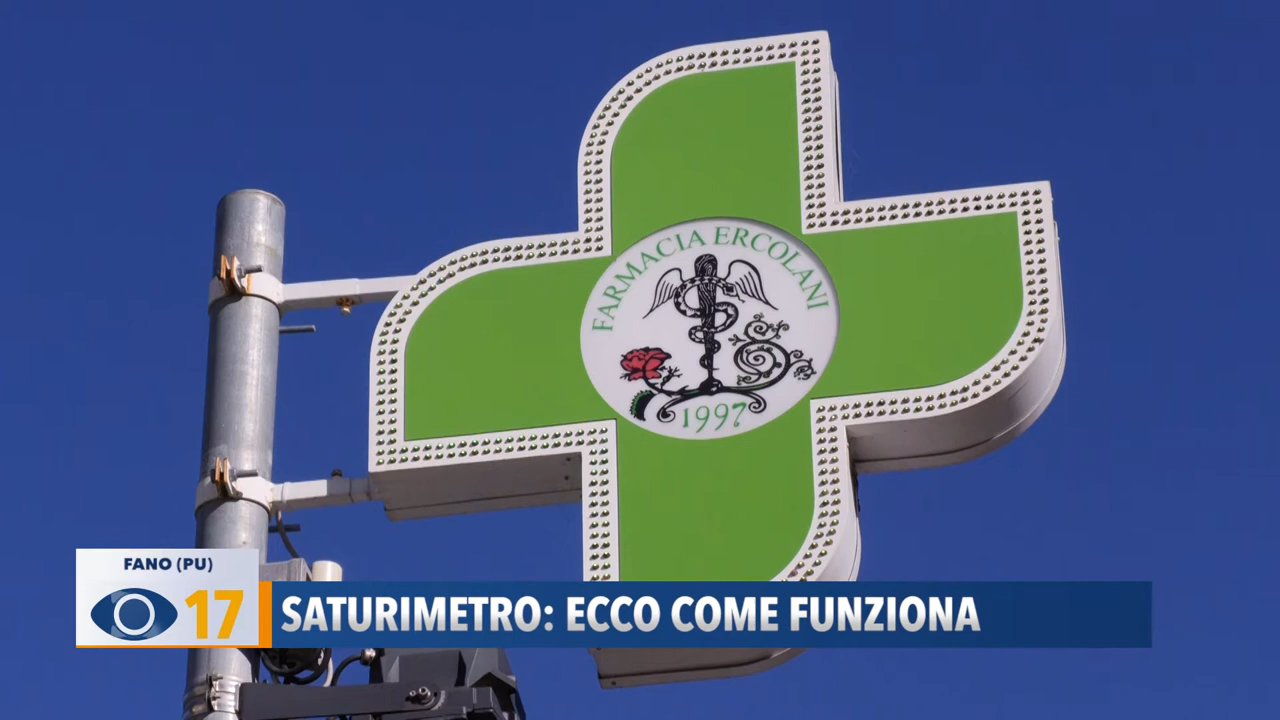 FARMACIA ERCOLANI
1997
FANO (PU)
17
SATURIMETRO: ECCO COME FUNZIONA